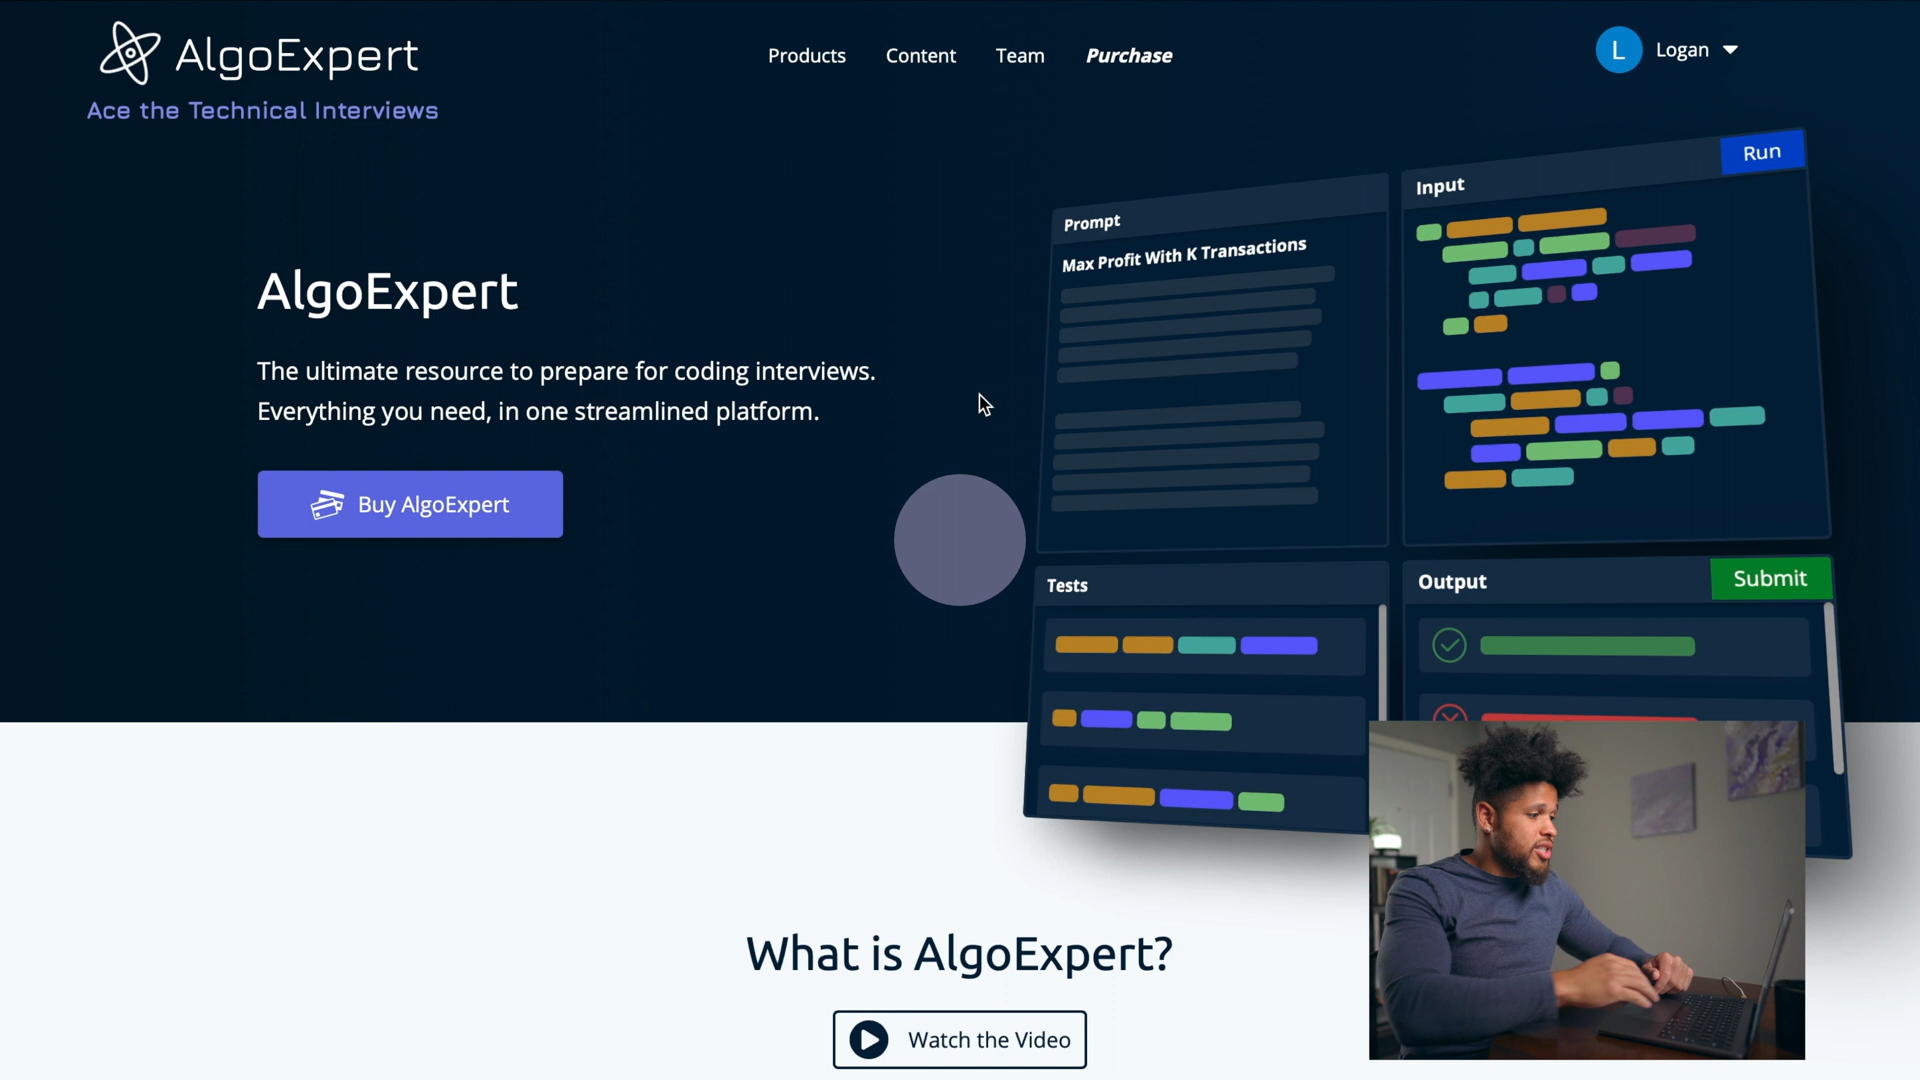 AlgoExpert
Ace the Technical Interviews
Products
Content
Team
Purchase
L
Logan
AlgoExpert
The ultimate resource to prepare for coding interviews.
Everything you need, in one streamlined platform.
Buy AlgoExpert
Prompt
Max Profit With K Transactions
Input
Run
Tests
Output
Submit
What is AlgoExpert?
Watch the Video